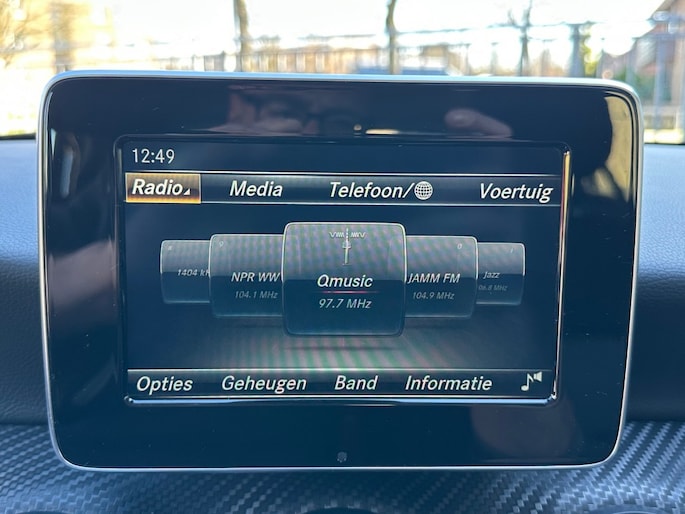 12:49
Radio Media Telefoon/ Voertuig
NPR WW Qmusic JAMM FM Jazz
104.1 MHz 97.7 MHz 104.9 MHz
Opties Geheugen Band Informatie